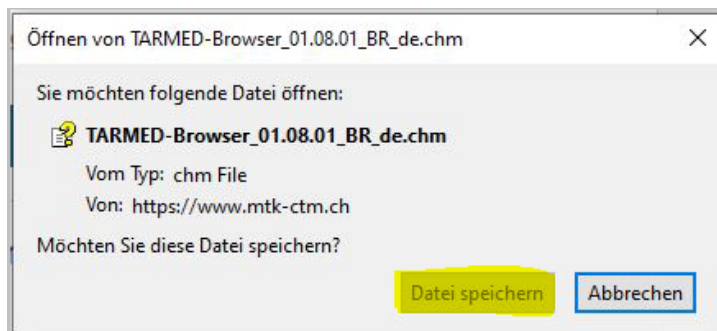 Öffnen von TARMED-Browser_01.08.01_BR_de.chm
Sie möchten folgende Datei öffnen:
TARMED-Browser_01.08.01_BR_de.chm
Vom Typ: chm File
Von: https://www.mtk-ctm.ch
Möchten Sie diese Datei speichern?
Datei speichern Abbrechen